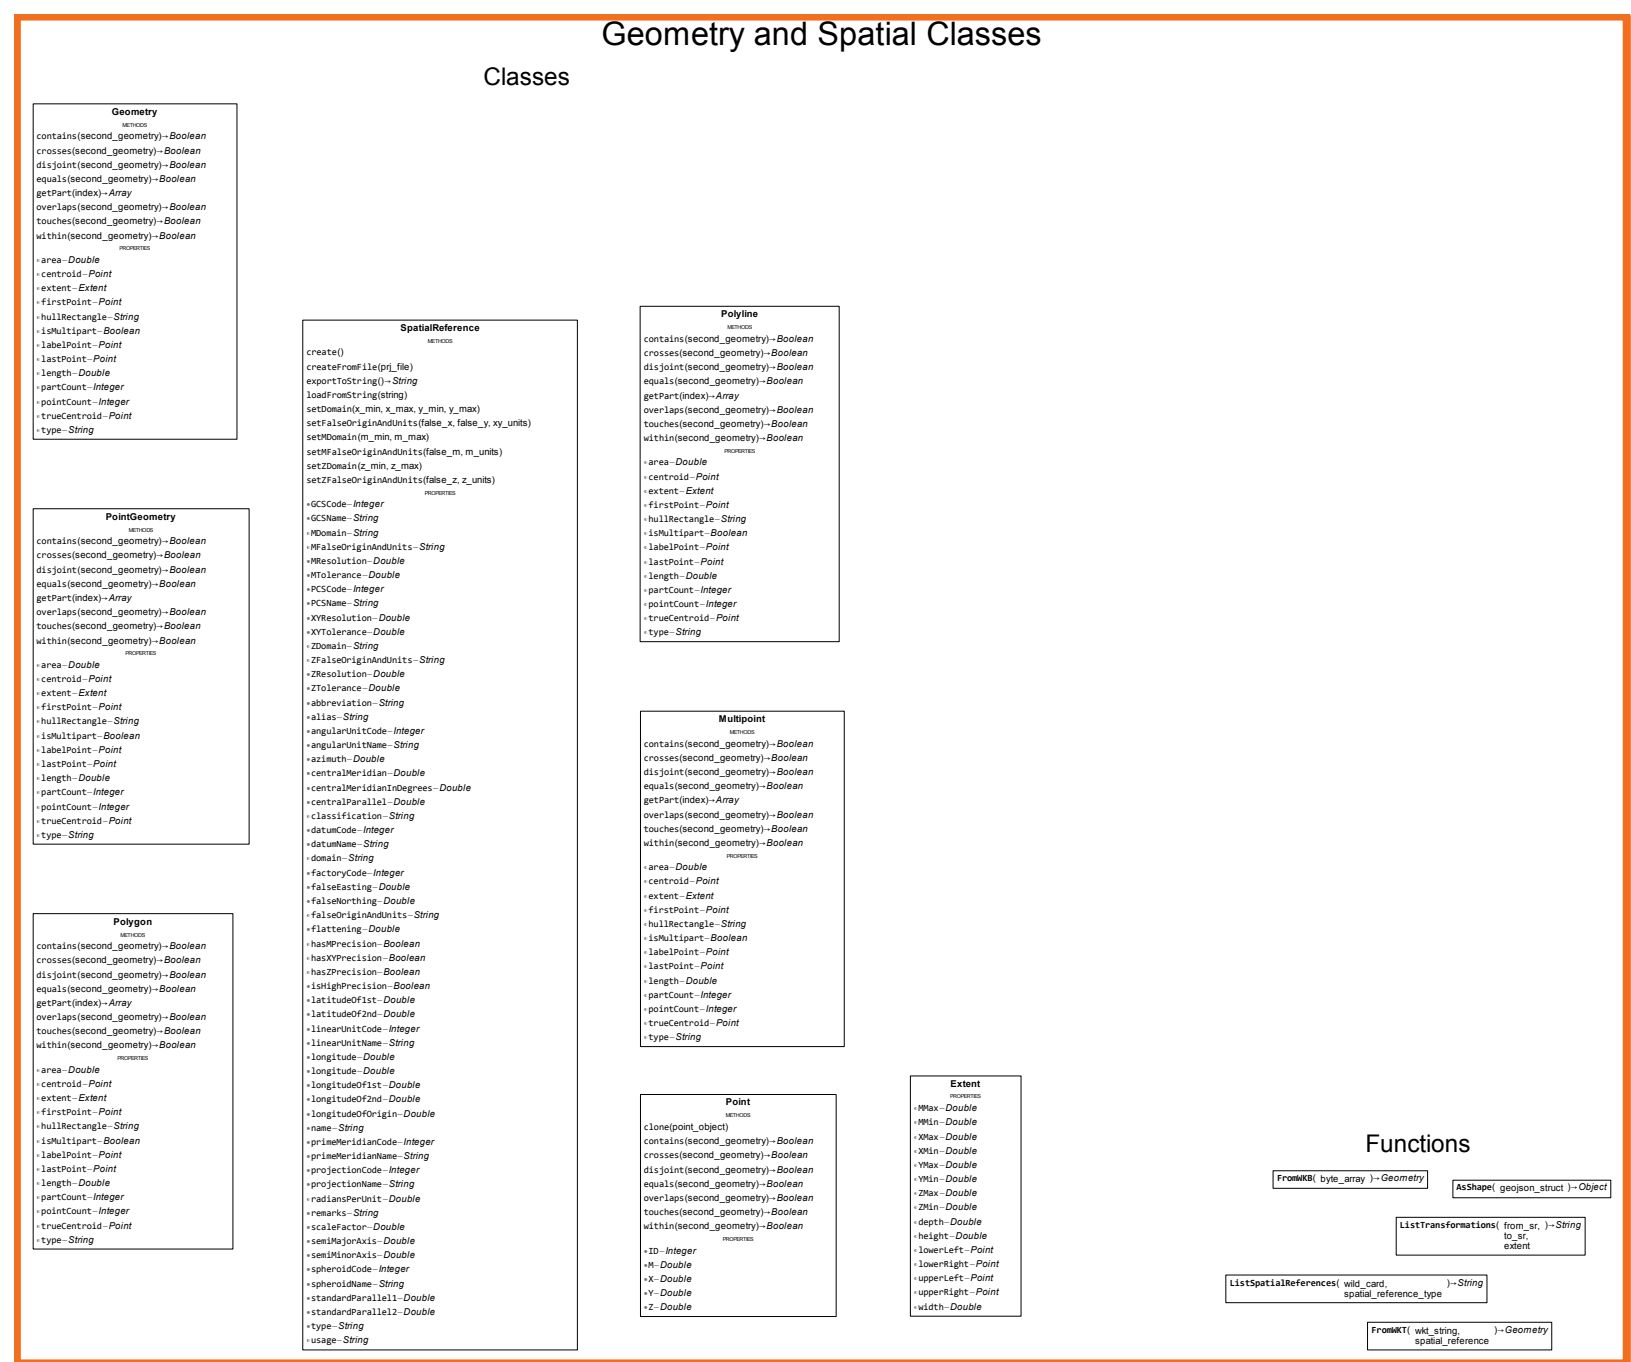 Geometry and Spatial Classes
Classes
Geometry
METHODS
contains(second_geometry)→Boolean
crosses(second_geometry)→Boolean
disjoint(second_geometry)→Boolean
equals(second_geometry)→Boolean
getPart(index)→Array
overlaps(second_geometry)→Boolean
touches(second_geometry)→Boolean
within(second_geometry)→Boolean
PROPERTIES
area–Double
centroid–Point
extent–Extent
firstPoint–Point
hullRectangle–String
isMultipart–Boolean
labelPoint–Point
lastPoint–Point
length–Double
partCount–Integer
pointCount–Integer
trueCentroid–Point
type–String
PointGeometry
METHODS
contains(second_geometry)→Boolean
crosses(second_geometry)→Boolean
disjoint(second_geometry)→Boolean
equals(second_geometry)→Boolean
getPart(index)→Array
overlaps(second_geometry)→Boolean
touches(second_geometry)→Boolean
within(second_geometry)→Boolean
PROPERTIES
area–Double
centroid–Point
extent–Extent
firstPoint–Point
hullRectangle–String
isMultipart–Boolean
labelPoint–Point
lastPoint–Point
length–Double
partCount–Integer
pointCount–Integer
trueCentroid–Point
type–String
Polygon
METHODS
contains(second_geometry)→Boolean
crosses(second_geometry)→Boolean
disjoint(second_geometry)→Boolean
equals(second_geometry)→Boolean
getPart(index)→Array
overlaps(second_geometry)→Boolean
touches(second_geometry)→Boolean
within(second_geometry)→Boolean
PROPERTIES
area–Double
centroid–Point
extent–Extent
firstPoint–Point
hullRectangle–String
isMultipart–Boolean
labelPoint–Point
lastPoint–Point
length–Double
partCount–Integer
pointCount–Integer
trueCentroid–Point
type–String
SpatialReference
METHODS
create()
createFromFile(prj_file)
exportToString()→String
loadFromString(string)
setDomain(x_min, x_max, y_min, y_max)
setFalseOriginAndUnits(false_x, false_y, xy_units)
setMDomain(m_min, m_max)
setMFalseOriginAndUnits(false_m, m_units)
setZDomain(z_min, z_max)
setZFalseOriginAndUnits(false_z, z_units)
PROPERTIES
GCSCode–Integer
GCSName–String
MDomain–String
MFalseOriginAndUnits–String
MResolution–Double
MTolerance–Double
PCSCode–Integer
PCSName–String
XYResolution–Double
XYTolerance–Double
ZDomain–String
ZFalseOriginAndUnits–String
ZResolution–Double
ZTolerance–Double
abbreviation–String
alias–String
angularUnitCode–Integer
angularUnitName–String
azimuth–Double
centralMeridian–Double
centralMeridianInDegrees–Double
centralParallel–Double
classification–String
datumCode–Integer
datumName–String
domain–String
factoryCode–Integer
falseEasting–Double
falseNorthing–Double
falseOriginAndUnits–String
flattening–Double
hasMPrecision–Boolean
hasXYPrecision–Boolean
hasZPrecision–Boolean
isHighPrecision–Boolean
latitudeOf1st–Double
latitudeOf2nd–Double
linearUnitCode–Integer
linearUnitName–String
longitude–Double
longitude–Double
longitudeOf1st–Double
longitudeOf2nd–Double
longitudeOfOrigin–Double
name–String
primeMeridianCode–Integer
primeMeridianName–String
projectionCode–Integer
projectionName–String
radiansPerUnit–Double
remarks–String
scaleFactor–Double
semiMajorAxis–Double
semiMinorAxis–Double
spheroidCode–Integer
spheroidName–String
standardParallel1–Double
standardParallel2–Double
type–String
usage–String
Polyline
METHODS
contains(second_geometry)→Boolean
crosses(second_geometry)→Boolean
disjoint(second_geometry)→Boolean
equals(second_geometry)→Boolean
getPart(index)→Array
overlaps(second_geometry)→Boolean
touches(second_geometry)→Boolean
within(second_geometry)→Boolean
PROPERTIES
area–Double
centroid–Point
extent–Extent
firstPoint–Point
hullRectangle–String
isMultipart–Boolean
labelPoint–Point
lastPoint–Point
length–Double
partCount–Integer
pointCount–Integer
trueCentroid–Point
type–String
Multipoint
METHODS
contains(second_geometry)→Boolean
crosses(second_geometry)→Boolean
disjoint(second_geometry)→Boolean
equals(second_geometry)→Boolean
getPart(index)→Array
overlaps(second_geometry)→Boolean
touches(second_geometry)→Boolean
within(second_geometry)→Boolean
PROPERTIES
area–Double
centroid–Point
extent–Extent
firstPoint–Point
hullRectangle–String
isMultipart–Boolean
labelPoint–Point
lastPoint–Point
length–Double
partCount–Integer
pointCount–Integer
trueCentroid–Point
type–String
Point
METHODS
clone(point_object)
contains(second_geometry)→Boolean
crosses(second_geometry)→Boolean
disjoint(second_geometry)→Boolean
equals(second_geometry)→Boolean
overlaps(second_geometry)→Boolean
touches(second_geometry)→Boolean
within(second_geometry)→Boolean
PROPERTIES
ID–Integer
M–Double
X–Double
Y–Double
Z–Double
Extent
PROPERTIES
MMax–Double
MMin–Double
XMax–Double
XMin–Double
YMax–Double
YMin–Double
ZMax–Double
ZMin–Double
depth–Double
height–Double
lowerLeft–Point
lowerRight–Point
upperLeft–Point
upperRight–Point
width–Double
Functions
FromWKB( byte_array )→Geometry
AsShape( geojson_struct )→Object
ListTransformations( from_sr, )→String
to_sr,
extent
ListSpatialReferences( wild_card, )→String
spatial_reference_type
FromWKT( wkt_string, )→Geometry
spatial_reference